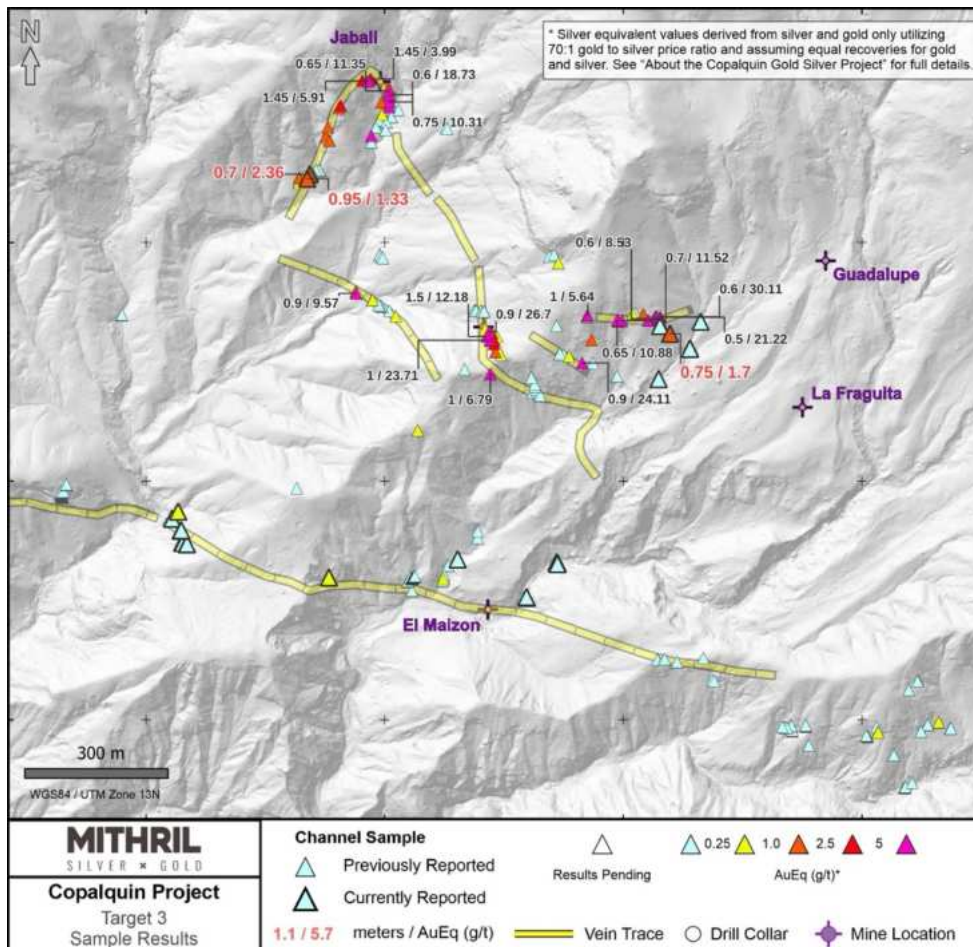 N
Jabali
1.45 / 3.99
0.65 / 11.35
0.6 / 18.73
1.45 / 5.91
0.75 / 10.31
* Silver equivalent values derived from silver and gold only utilizing
70:1 gold to silver price ratio and assuming equal recoveries for gold
and silver. See "About the Copalquin Gold Silver Project" for full details.
0.7 / 2.36
0.95 / 1.33
0.6 / 8.53
0.7 / 11.52
Guadalupe
0.9 / 9.57
1.5 / 12.18
1 / 5.64
0.6 / 30.11
0.9 / 26.7
0.5 / 21.22
0.65 / 10.88
1 / 23.71
0.75 / 1.7
1 / 6.79
0.9 / 24.11
La Fraguita
El Maizon
300 m
WGS84 / UTM Zone 13N
MITHRIL
SILVER × GOLD
Copalquin Project
Target 3
Sample Results
Channel Sample
Previously Reported
Currently Reported
Results Pending
0.25 1.0 2.5 5
AuEq (g/t)*
1.1 / 5.7 meters / AuEq (g/t) Vein Trace Drill Collar Mine Location